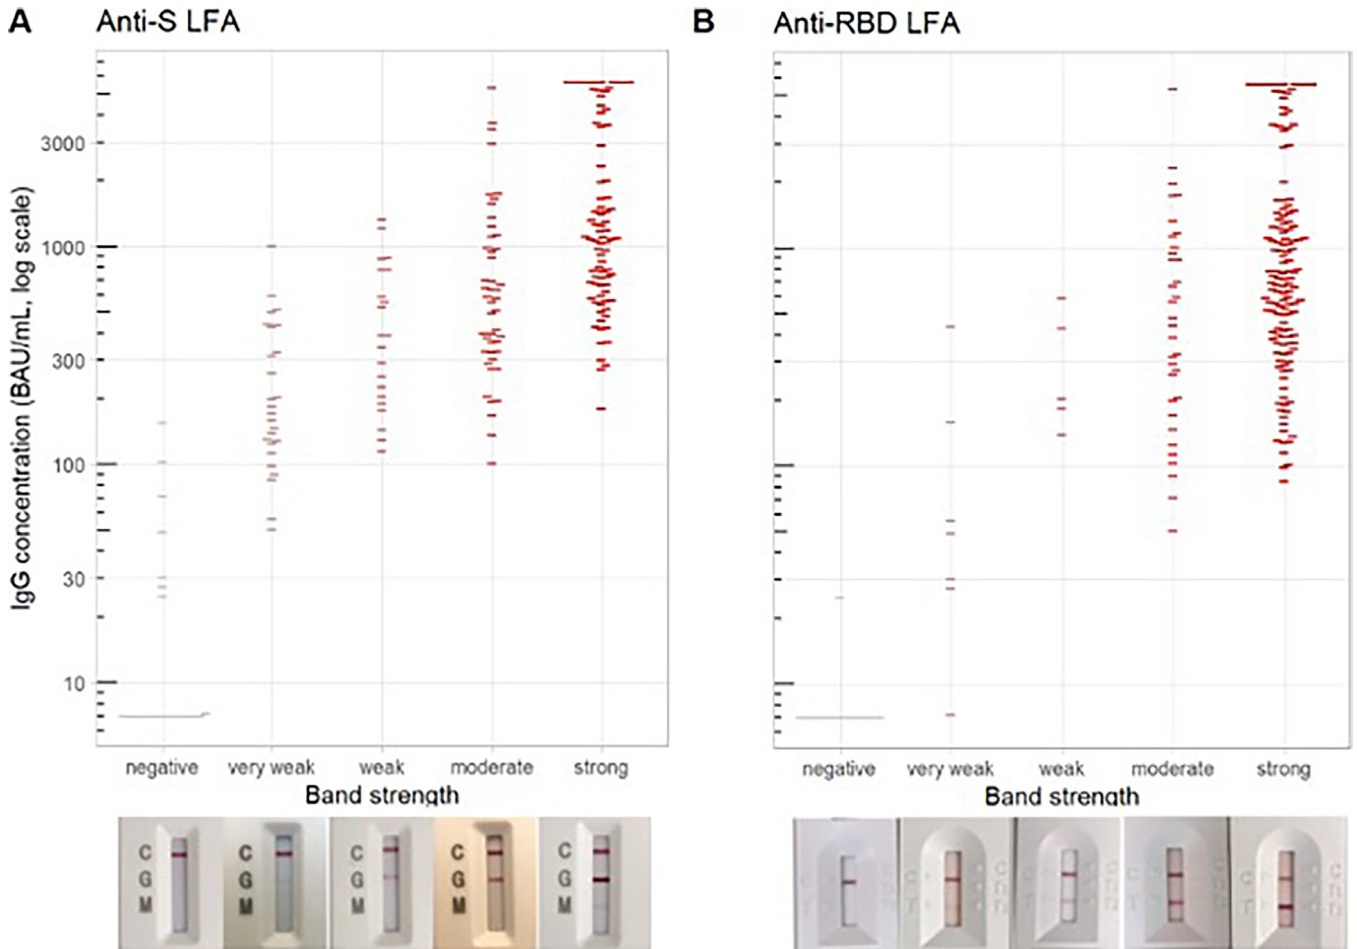 A Anti-S LFA
B Anti-RBD LFA
IgG concentration (BAU/mL, log scale)
3000
1000
300
100
30
10
negative very weak weak moderate strong
negative very weak weak moderate strong
Band strength
Band strength
C C C C C
G G G G G
M M M M M